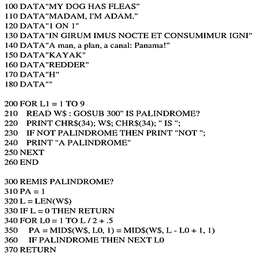 100 DATA"MY DOG HAS FLEAS"
110 DATA"MADAM, I'M ADAM."
120 DATA"1 ON 1"
130 DATA"IN GIRUM IMUS NOCTE ET CONSUMIMUR IGNI"
140 DATA"A man, a plan, a canal: Panama!"
150 DATA"KAYAK"
160 DATA"REDDER"
170 DATA"H"
180 DATA""
200 FOR L1 = 1 TO 9
210 READ W$ : GOSUB 300" IS PALINDROME?
220 PRINT CHR$(34); W$; CHR$(34); " IS ";
230 IF NOT PALINDROME THEN PRINT "NOT ";
240 PRINT "A PALINDROME"
250 NEXT
260 END
300 REMIS PALINDROME?
310 PA = 1
320 L = LEN(W$)
330 IF L = 0 THEN RETURN
340 FOR L0 = 1 TO L / 2 + .5
350 PA = MID$(W$, L0, 1) = MID$(W$, L - L0 + 1, 1)
360 IF PALINDROME THEN NEXT L0
370 RETURN